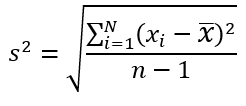 s² = √(∑ᵢ₌₁ᴺ(xᵢ − x̅)² / (n − 1))